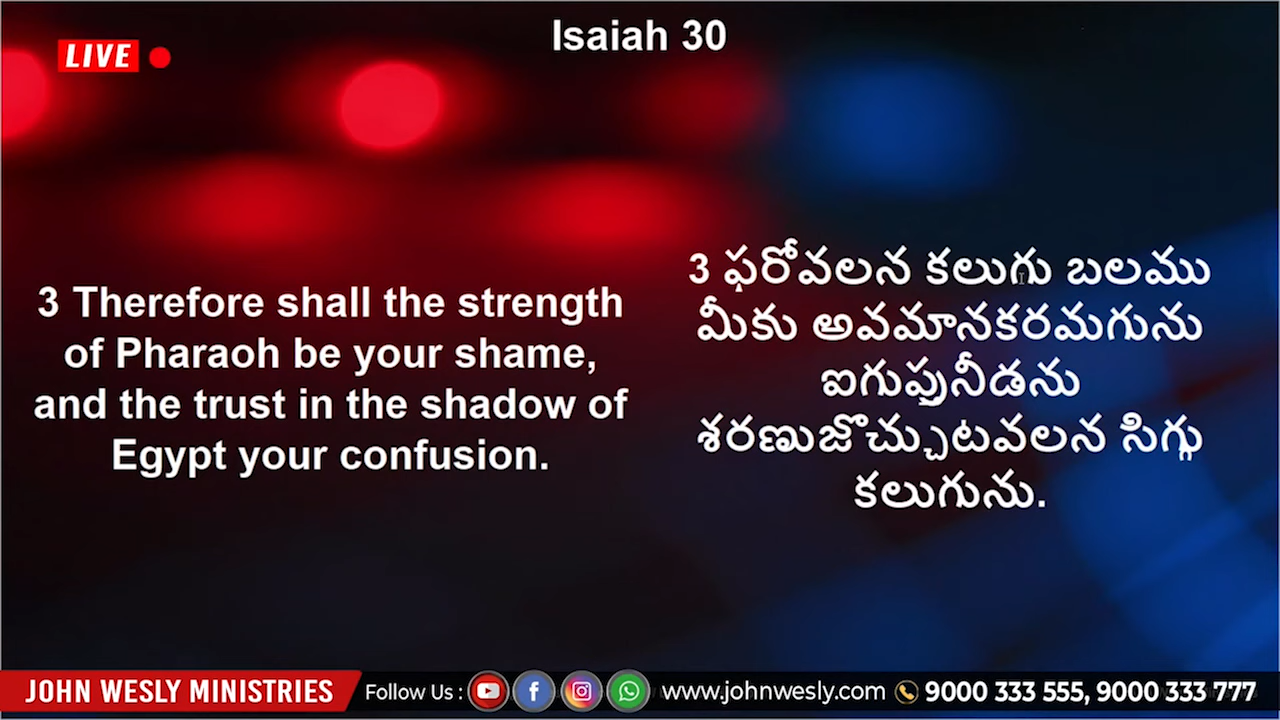 Isaiah 30
LIVE
3 Therefore shall the strength
of Pharaoh be your shame,
and the trust in the shadow of
Egypt your confusion.
3 ఫరోవలన కలుగు బలము
మీకు అవమానకరమగును
ఐగుప్తునీడను
శరణుజొచ్చుటవలన సిగ్గు
కలుగును.
JOHN WESLY MINISTRIES Follow Us : www.johnwesly.com 9000 333 555, 9000 333 777